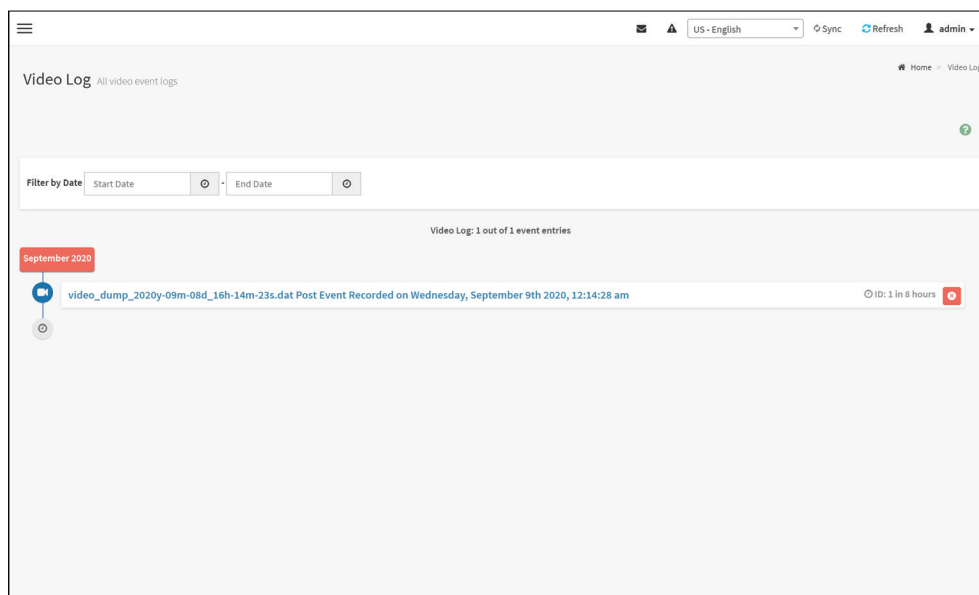 US - English
Sync
Refresh
admin
Video Log All video event logs
Home > Video Log
Filter by Date Start Date - End Date
Video Log: 1 out of 1 event entries
September 2020
video_dump_2020y-09m-08d_16h-14m-23s.dat Post Event Recorded on Wednesday, September 9th 2020, 12:14:28 am
ID: 1 in 8 hours